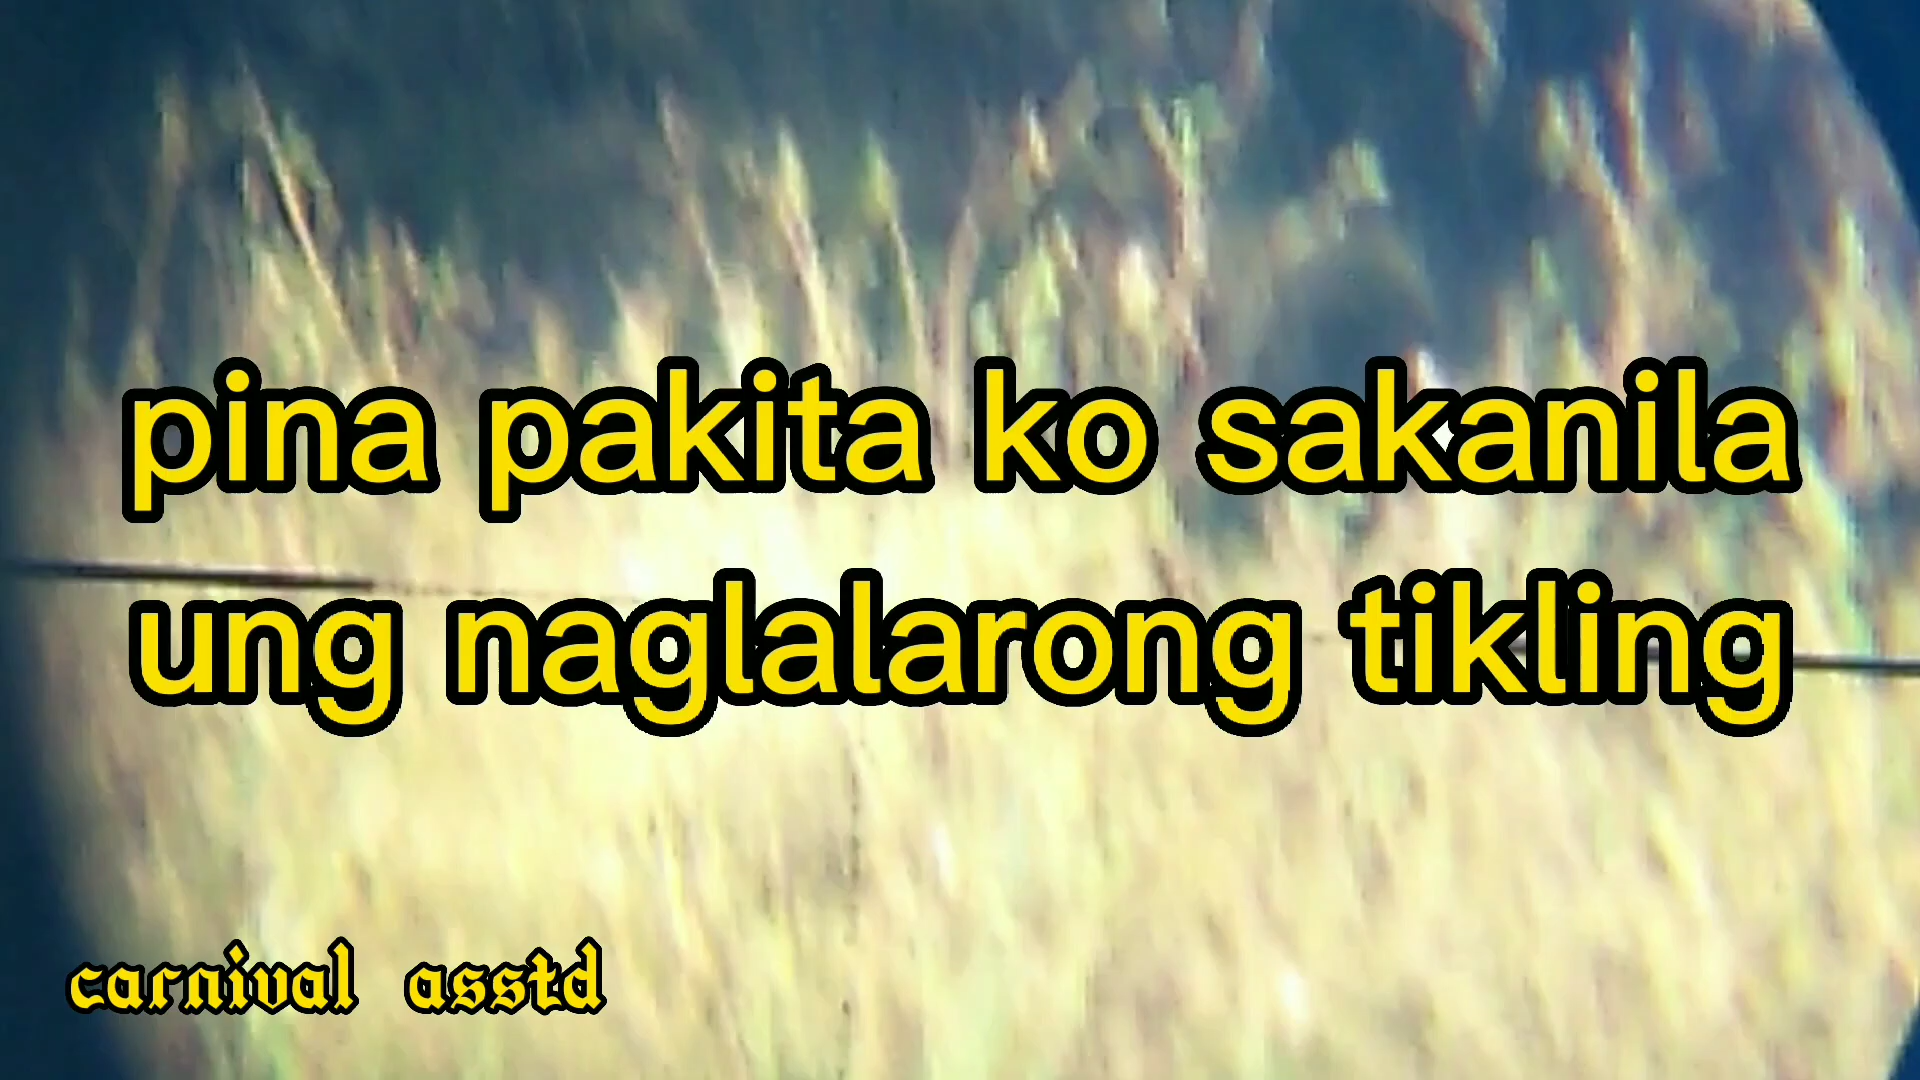 pina pakita ko sakanila
ung naglalarong tikling
carnival asstd